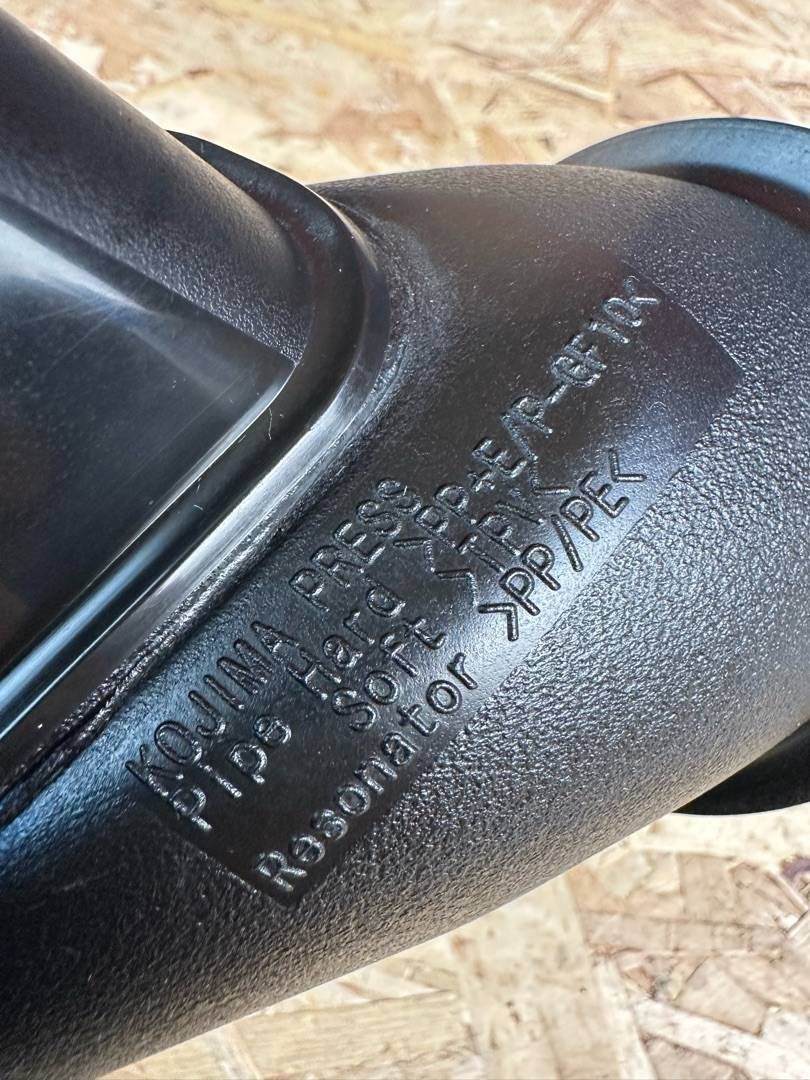 KOJIMA PRESS
Pipe Hard >PP+E/P-GF10<
Soft >TPV<
Resonator >PP/PE<